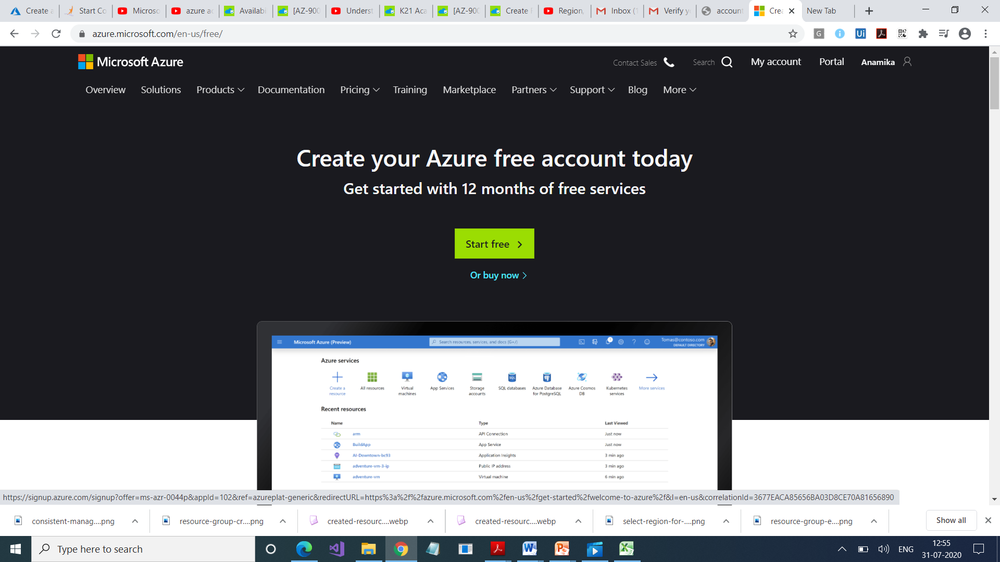 Create a
Start Co
Microso
azure ac
Availabi
[AZ-900
Underst
K21 Aca
[AZ-900
Create R
Region,
Inbox (1
Verify yo
account
Crea
New Tab
azure.microsoft.com/en-us/free/
Microsoft Azure
Contact Sales
Search
My account
Portal
Anamika
Overview
Solutions
Products
Documentation
Pricing
Training
Marketplace
Partners
Support
Blog
More
Create your Azure free account today
Get started with 12 months of free services
Start free
Or buy now
Microsoft Azure (Preview)
Search resources, services, and docs (G+/)
Tomas@contoso.com
DEFAULT DIRECTORY
Azure services
Create a
resource
All resources
Virtual
machines
App Services
Storage
accounts
SQL databases
Azure Database
for PostgreSQL
Azure Cosmos
DB
Kubernetes
services
More services
Recent resources
Name Type Last Viewed
arm API Connection Just now
BuildApp App Service Just now
AI-Downtown-bc93 Application Insights 3 min ago
adventure-vm-3-ip Public IP address 3 min ago
adventure-vm Virtual machine 6 min ago
https://signup.azure.com/signup?offer=ms-azr-0044p&appId=102&ref=azureplat-generic&redirectURL=https%3a%2f%2fazure.microsoft.com%2fen-us%2fget-started%2fwelcome-to-azure%2f&l=en-us&correlationId=3677EACA85656BA03D8CE70A81656890
consistent-manag....png
resource-group-cr....png
created-resourc....webp
created-resourc....webp
select-region-for-....png
resource-group-e....png
Show all
Type here to search
ENG
12:55
31-07-2020